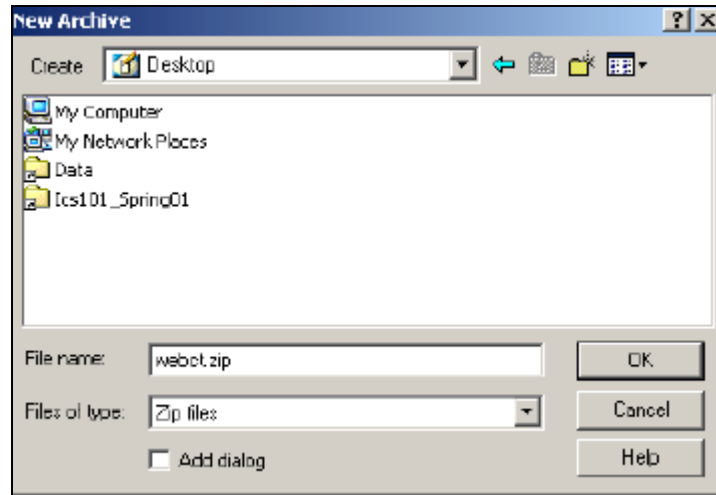 New Archive
Create Desktop
My Computer
My Network Places
Data
Ics101_Spring01
File name: webct.zip OK
Files of type: Zip files Cancel
Add dialog Help